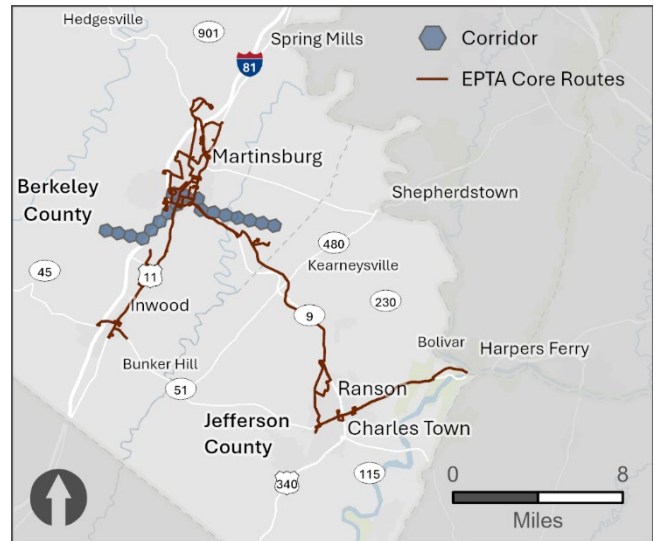 Hedgesville
901
Spring Mills
81
Corridor
EPTA Core Routes
Martinsburg
Berkeley
County
Shepherdstown
480
Kearneysville
45
11
230
Inwood
9
Bolivar
Harpers Ferry
Bunker Hill
51
Ranson
Jefferson
County
Charles Town
340
115
0
8
Miles